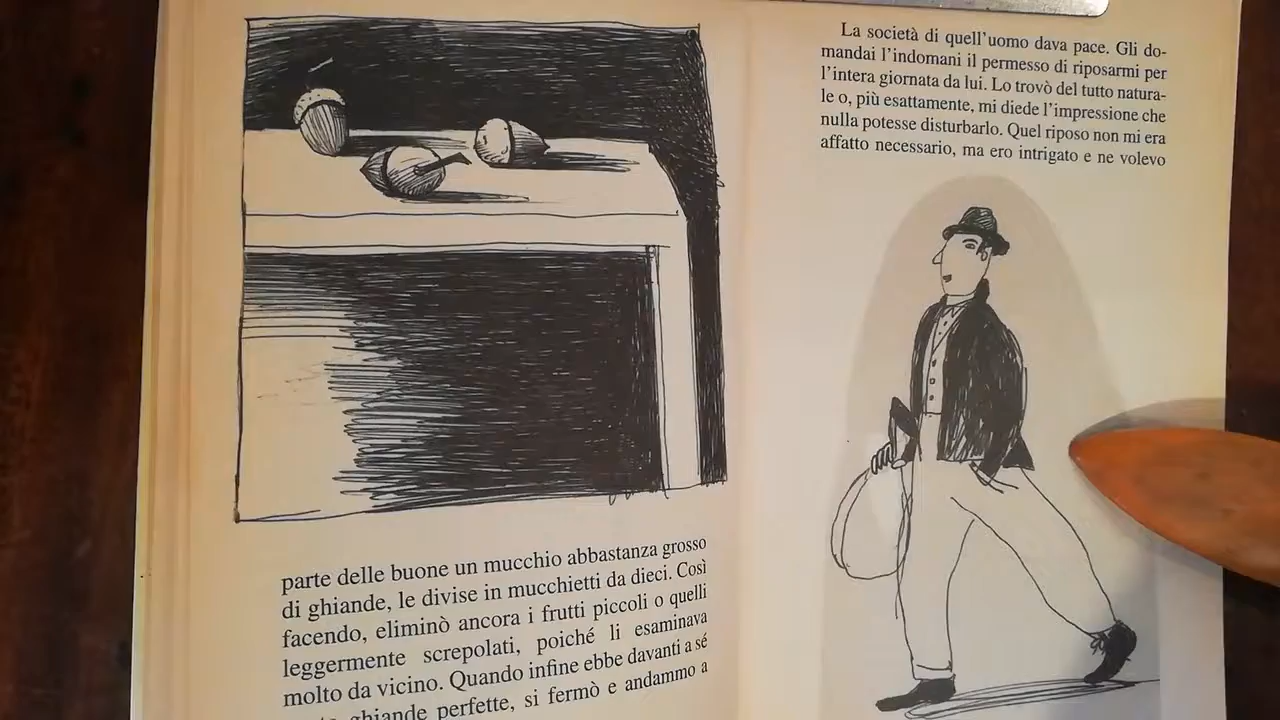 parte delle buone un mucchio abbastanza grosso
di ghiande, le divise in mucchietti da dieci. Così
facendo, eliminò ancora i frutti piccoli o quelli
leggermente screpolati, poiché li esaminava
molto da vicino. Quando infine ebbe davanti a sé
ghiande perfette, si fermò e andammo a
La società di quell'uomo dava pace. Gli do-
mandai l'indomani il permesso di riposarmi per
l'intera giornata da lui. Lo trovò del tutto natura-
le o, più esattamente, mi diede l'impressione che
nulla potesse disturbarlo. Quel riposo non mi era
affatto necessario, ma ero intrigato e ne volevo